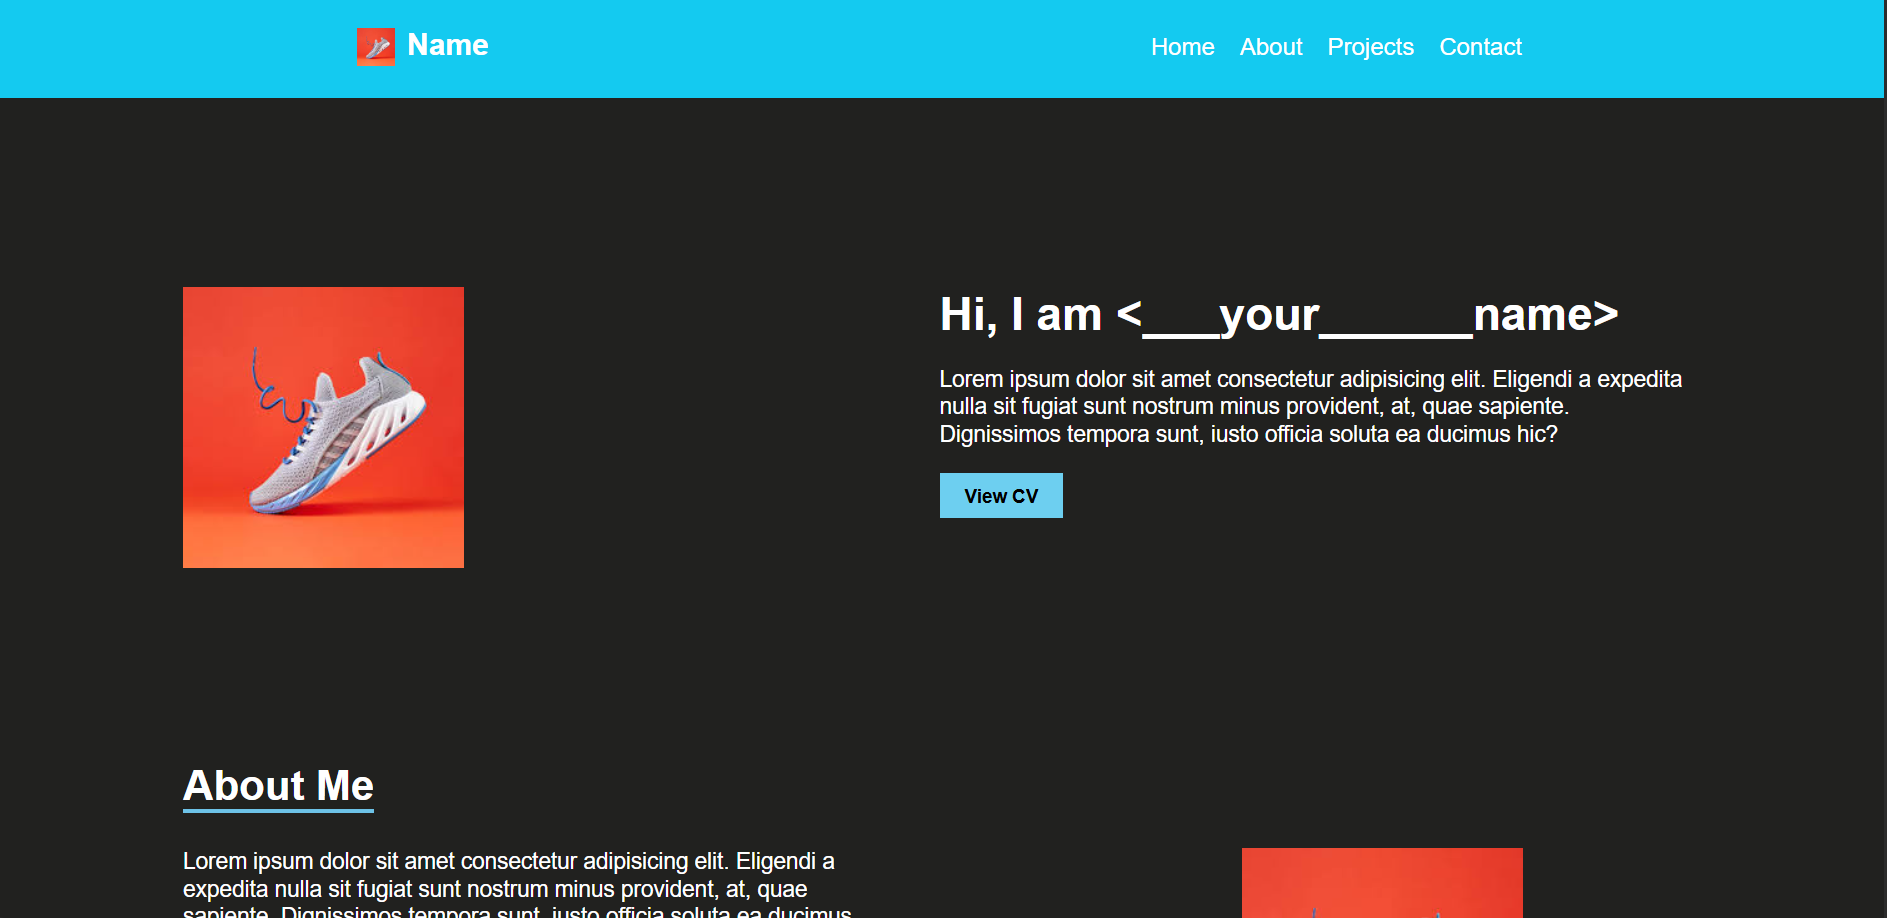 Name
Home About Projects Contact
Hi, I am <___your______name>
Lorem ipsum dolor sit amet consectetur adipisicing elit. Eligendi a expedita
nulla sit fugiat sunt nostrum minus provident, at, quae sapiente.
Dignissimos tempora sunt, iusto officia soluta ea ducimus hic?
View CV
About Me
Lorem ipsum dolor sit amet consectetur adipisicing elit. Eligendi a
expedita nulla sit fugiat sunt nostrum minus provident, at, quae
sapiente. Dignissimos tempora sunt, iusto officia soluta ea ducimus